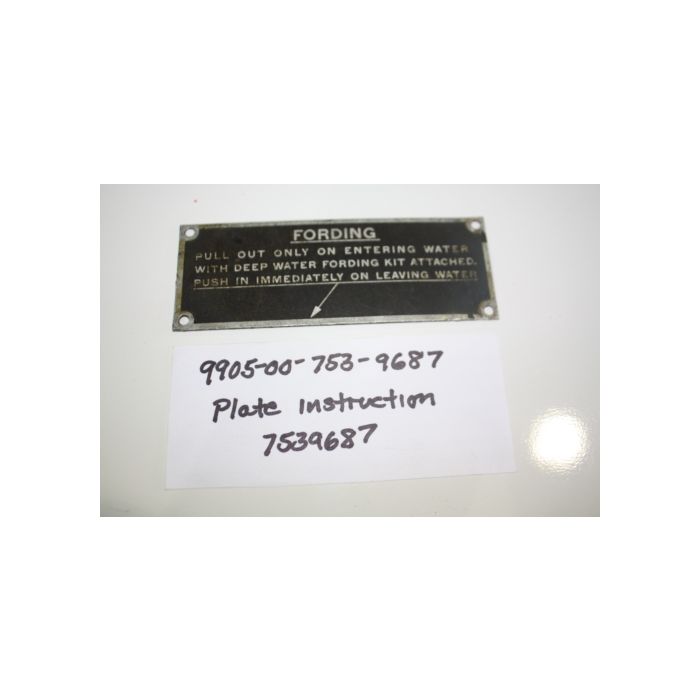 FORDING
PULL OUT ONLY ON ENTERING WATER
WITH DEEP WATER FORDING KIT ATTACHED.
PUSH IN IMMEDIATELY ON LEAVING WATER
9905-00-753-9687
Plate instruction
7539687